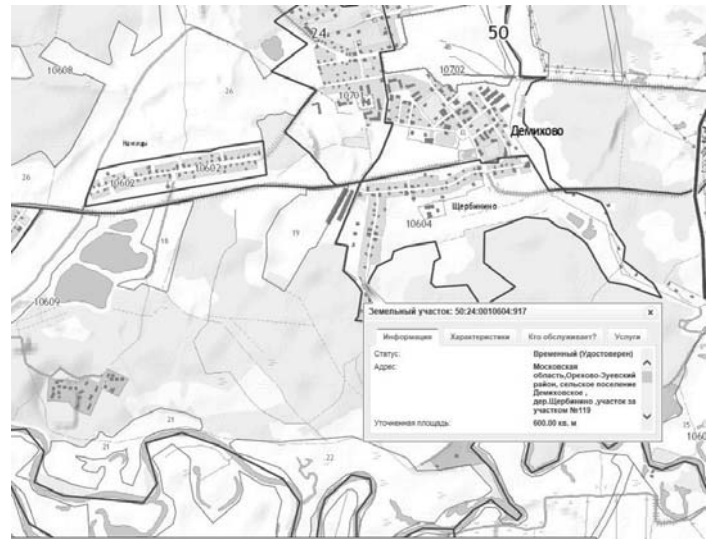 24
50
10608
10702
26
10701
Демихово
10602
10602
26
Щербинино
10604
18
19
10609
Земельный участок: 50:24:0010604:917 x
Информация Характеристики Кто обслуживает? Услуги
Статус: Временный (Удостоверен)
Адрес: Московская
область,Орехово-Зуевский
район, сельское поселение
Демиховское ,
дер.Щербинино ,участок за
участком №119
Уточненная площадь: 600.00 кв. м
21
21
22
15